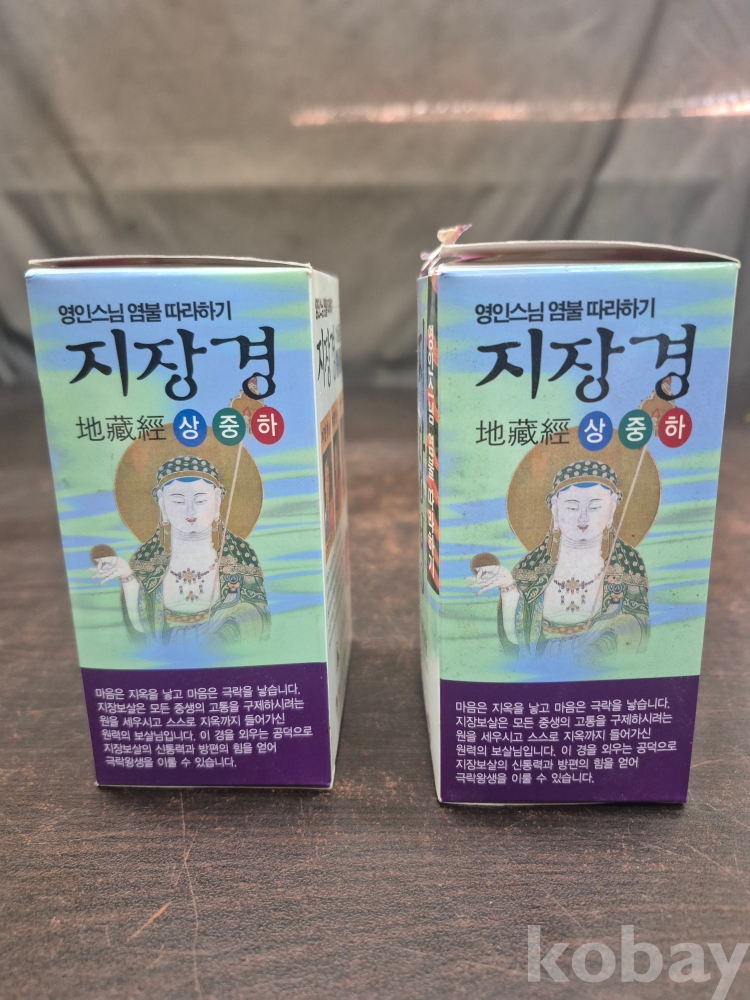 영인스님 염불 따라하기
지장경
地藏經 상 중 하
마음은 지옥을 낳고 마음은 극락을 낳습니다.
지장보살은 모든 중생의 고통을 구제하시려는
원을 세우시고 스스로 지옥까지 들어가신
원력의 보살님입니다. 이 경을 외우는 공덕으로
지장보살의 신통력과 방편의 힘을 얻어
극락왕생을 이룰 수 있습니다.
영인스님 염불 따라하기
지장경
地藏經 상 중 하
마음은 지옥을 낳고 마음은 극락을 낳습니다.
지장보살은 모든 중생의 고통을 구제하시려는
원을 세우시고 스스로 지옥까지 들어가신
원력의 보살님입니다. 이 경을 외우는 공덕으로
지장보살의 신통력과 방편의 힘을 얻어
극락왕생을 이룰 수 있습니다.
kobay